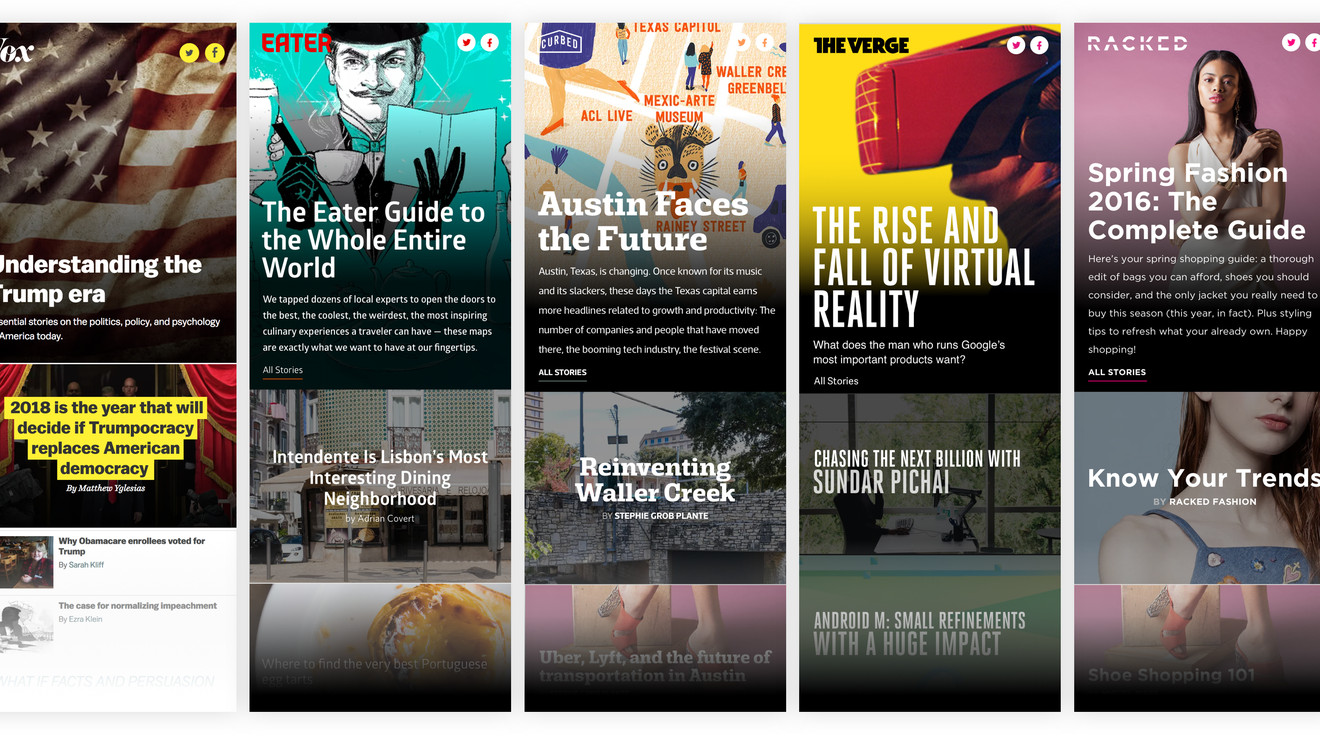 Vox
Understanding the
Trump era
Essential stories on the politics, policy, and psychology
America today.
2018 is the year that will
decide if Trumpocracy
replaces American
democracy
By Matthew Yglesias
Why Obamacare enrollees voted for
Trump
By Sarah Kliff
The case for normalizing impeachment
By Ezra Klein
WHAT IF FACTS AND PERSUASION
EATER
The Eater Guide to
the Whole Entire
World
We tapped dozens of local experts to open the doors to
the best, the coolest, the weirdest, the most inspiring
culinary experiences a traveler can have — these maps
are exactly what we want to have at our fingertips.
All Stories
Intendente Is Lisbon's Most
Interesting Dining
Neighborhood
by Adrian Covert
Where to find the very best Portuguese
egg tarts
CURBED
TEXAS CAPITOL
WALLER CRE
GREENBEL
MEXIC-ARTE
MUSEUM
ACL LIVE
RAINEY STREET
Austin Faces
the Future
Austin, Texas, is changing. Once known for its music
and its slackers, these days the Texas capital earns
more headlines related to growth and productivity: The
number of companies and people that have moved
there, the booming tech industry, the festival scene.
ALL STORIES
Reinventing
Waller Creek
BY STEPHIE GROB PLANTE
Uber, Lyft, and the future of
transportation in Austin
THE VERGE
THE RISE AND
FALL OF VIRTUAL
REALITY
What does the man who runs Google's
most important products want?
All Stories
CHASING THE NEXT BILLION WITH
SUNDAR PICHAI
ANDROID M: SMALL REFINEMENTS
WITH A HUGE IMPACT
RACKED
Spring Fashion
2016: The
Complete Guide
Here's your spring shopping guide: a thorough
edit of bags you can afford, shoes you should
consider, and the only jacket you really need to
buy this season (this year, in fact). Plus styling
tips to refresh what your already own. Happy
shopping!
ALL STORIES
Know Your Trends
BY RACKED FASHION
Shoe Shopping 101